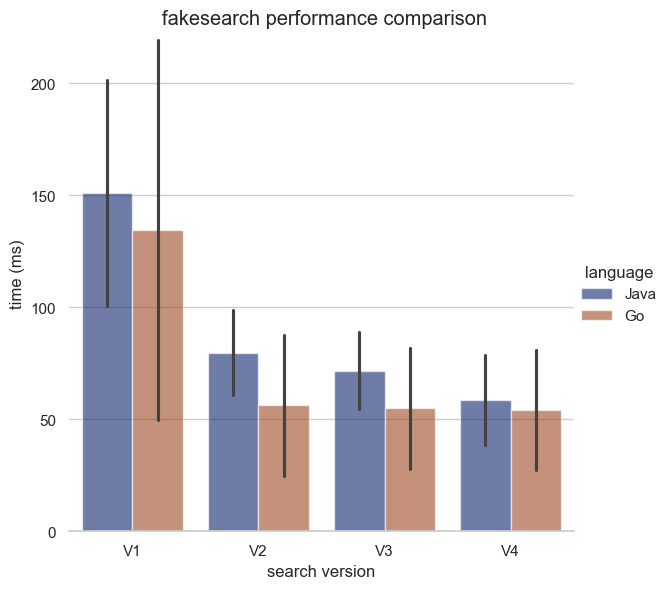 fakesearch performance comparison
200
150
100
50
0
time (ms)
V1
V2
V3
V4
search version
language
Java
Go